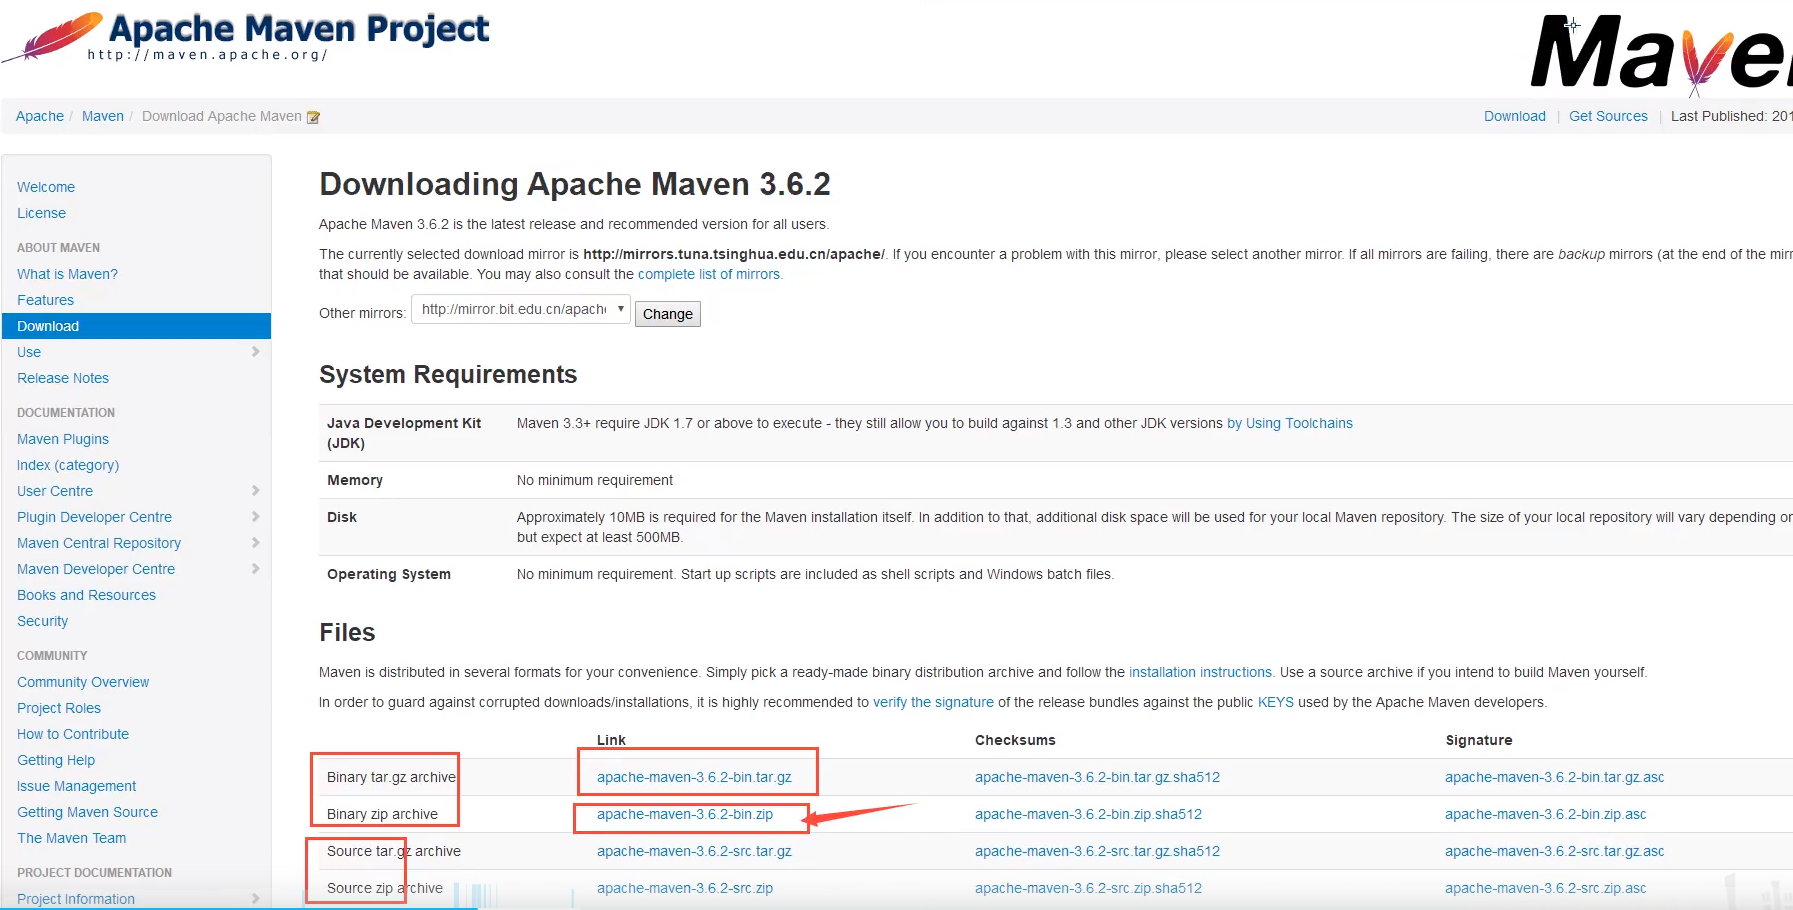 Apache Maven Project
http://maven.apache.org/
Maven
Apache / Maven / Download Apache Maven
Download | Get Sources | Last Published: 201
Welcome
License
ABOUT MAVEN
What is Maven?
Features
Download
Use
Release Notes
DOCUMENTATION
Maven Plugins
Index (category)
User Centre
Plugin Developer Centre
Maven Central Repository
Maven Developer Centre
Books and Resources
Security
COMMUNITY
Community Overview
Project Roles
How to Contribute
Getting Help
Issue Management
Getting Maven Source
The Maven Team
PROJECT DOCUMENTATION
Project Information
Downloading Apache Maven 3.6.2
Apache Maven 3.6.2 is the latest release and recommended version for all users.
The currently selected download mirror is http://mirrors.tuna.tsinghua.edu.cn/apache/. If you encounter a problem with this mirror, please select another mirror. If all mirrors are failing, there are backup mirrors (at the end of the mirr
that should be available. You may also consult the complete list of mirrors.
Other mirrors: http://mirror.bit.edu.cn/apach Change
System Requirements
Java Development Kit (JDK) Maven 3.3+ require JDK 1.7 or above to execute - they still allow you to build against 1.3 and other JDK versions by Using Toolchains
Memory No minimum requirement
Disk Approximately 10MB is required for the Maven installation itself. In addition to that, additional disk space will be used for your local Maven repository. The size of your local repository will vary depending or
but expect at least 500MB.
Operating System No minimum requirement. Start up scripts are included as shell scripts and Windows batch files.
Files
Maven is distributed in several formats for your convenience. Simply pick a ready-made binary distribution archive and follow the installation instructions. Use a source archive if you intend to build Maven yourself.
In order to guard against corrupted downloads/installations, it is highly recommended to verify the signature of the release bundles against the public KEYS used by the Apache Maven developers.
Link Checksums Signature
Binary tar.gz archive apache-maven-3.6.2-bin.tar.gz apache-maven-3.6.2-bin.tar.gz.sha512 apache-maven-3.6.2-bin.tar.gz.asc
Binary zip archive apache-maven-3.6.2-bin.zip apache-maven-3.6.2-bin.zip.sha512 apache-maven-3.6.2-bin.zip.asc
Source tar.gz archive apache-maven-3.6.2-src.tar.gz apache-maven-3.6.2-src.tar.gz.sha512 apache-maven-3.6.2-src.tar.gz.asc
Source zip archive apache-maven-3.6.2-src.zip apache-maven-3.6.2-src.zip.sha512 apache-maven-3.6.2-src.zip.asc